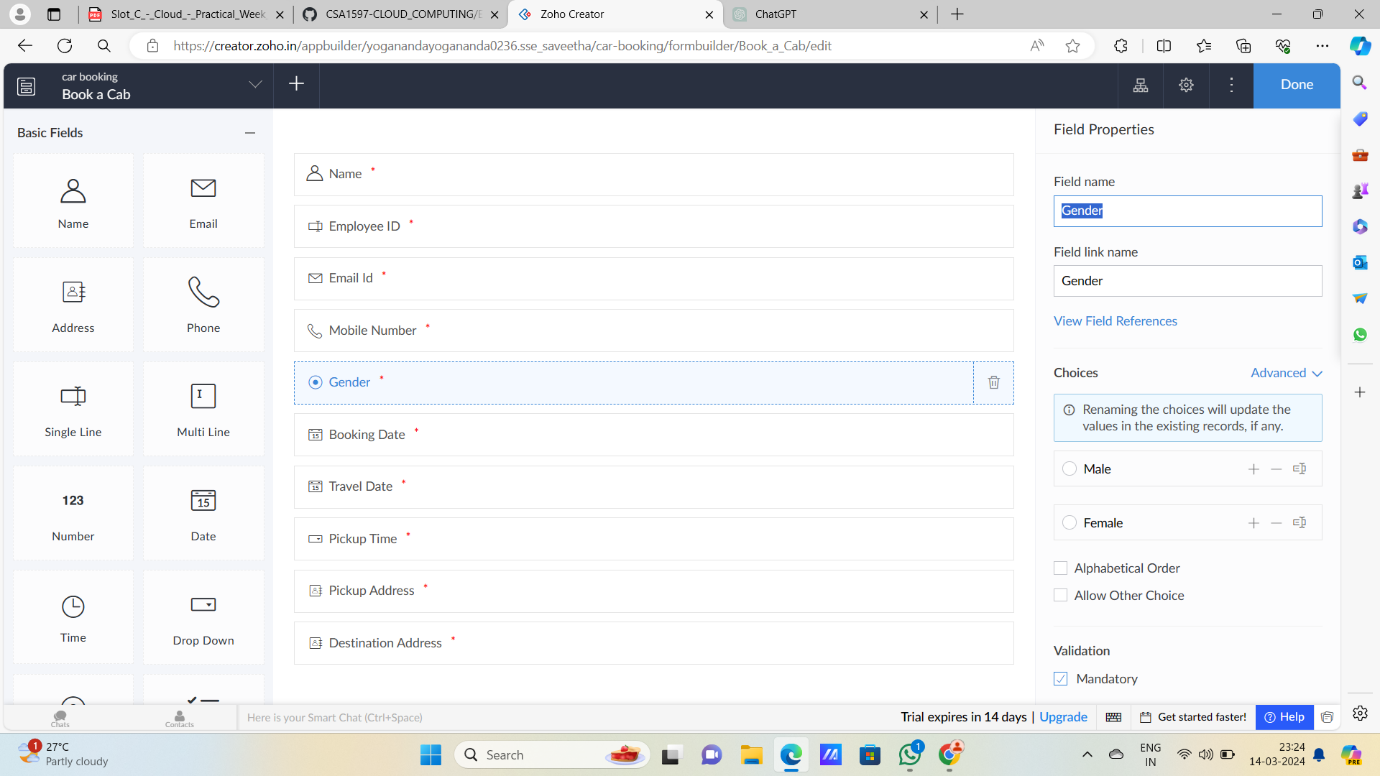 Slot_C_-_Cloud_-_Practical_Week
CSA1597-CLOUD_COMPUTING/E
Zoho Creator
ChatGPT
https://creator.zoho.in/appbuilder/yoganandayogananda0236.sse_saveetha/car-booking/formbuilder/Book_a_Cab/edit
car booking
Book a Cab
Done
Basic Fields
Name
Email
Address
Phone
Single Line
Multi Line
123
Number
15
Date
Time
Drop Down
Name *
Employee ID *
Email Id *
Mobile Number *
Gender *
15 Booking Date *
15 Travel Date *
Pickup Time *
Pickup Address *
Destination Address *
Field Properties
Field name
Gender
Field link name
Gender
View Field References
Choices
Advanced
Renaming the choices will update the
values in the existing records, if any.
Male
Female
Alphabetical Order
Allow Other Choice
Validation
Mandatory
Chats
Contacts
Here is your Smart Chat (Ctrl+Space)
Trial expires in 14 days | Upgrade
Get started faster!
Help
1
27°C
Partly cloudy
Search
1
ENG
IN
23:24
14-03-2024
PRE